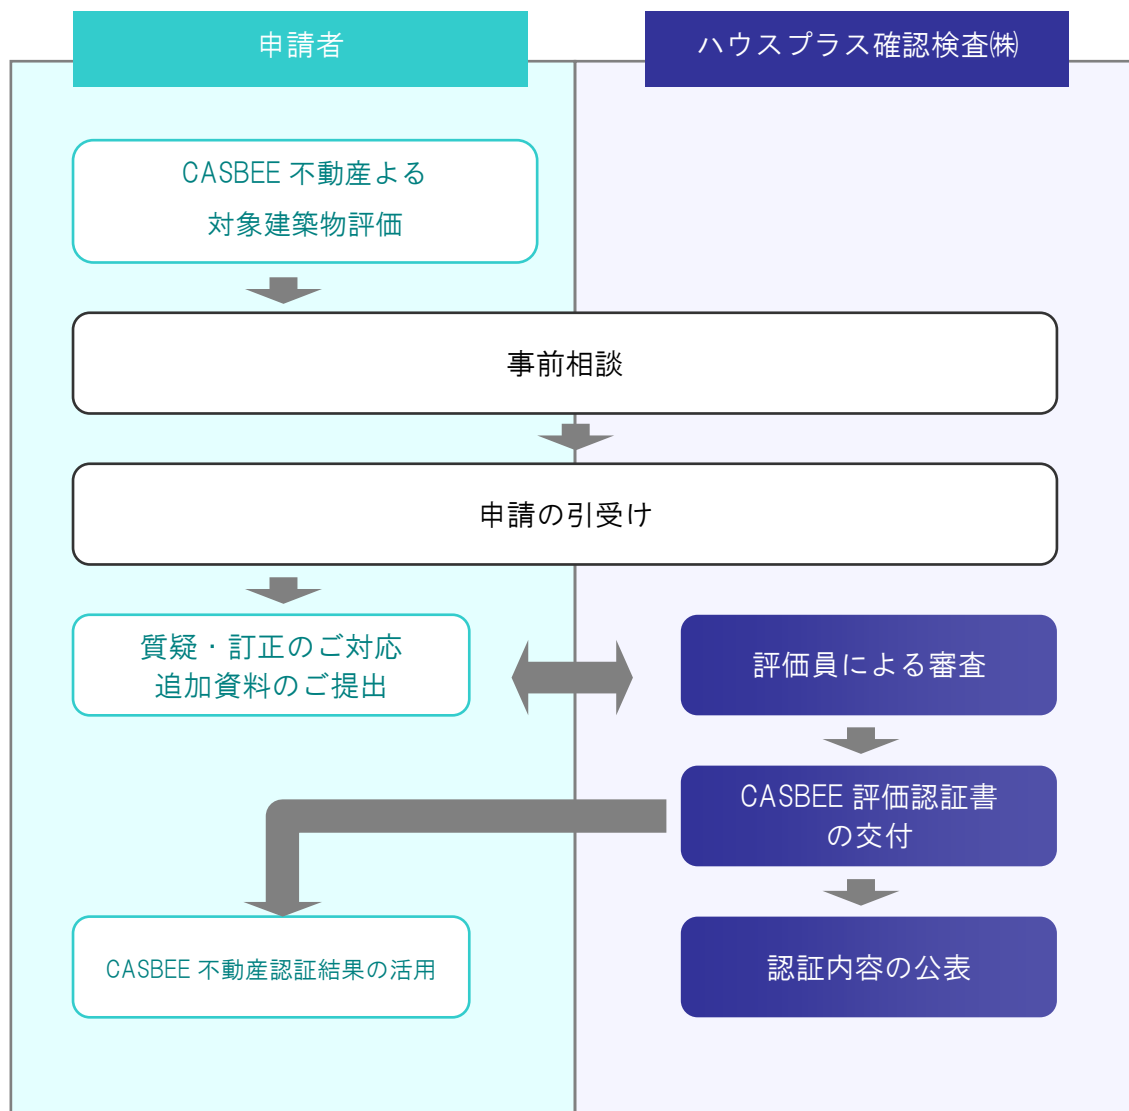 申請者
ハウスプラス確認検査㈱
CASBEE 不動産よる
対象建築物評価
事前相談
申請の引受け
質疑・訂正のご対応
追加資料のご提出
評価員による審査
CASBEE 評価認証書
の交付
CASBEE 不動産認証結果の活用
認証内容の公表